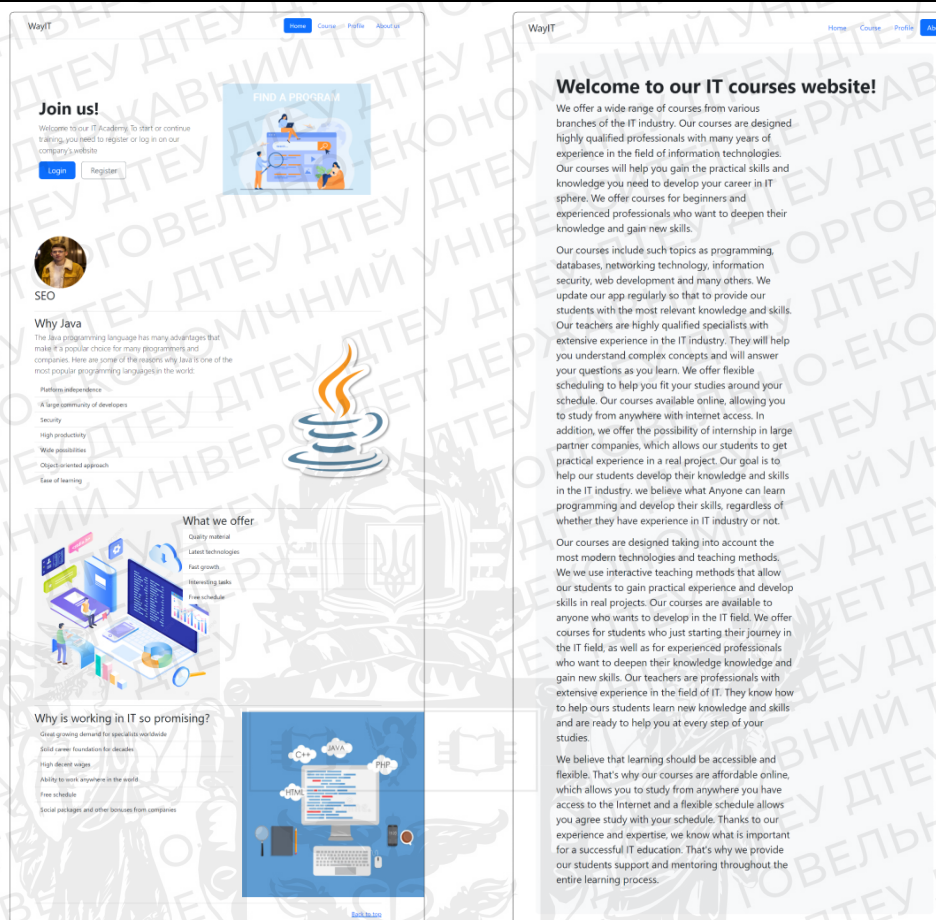 WayIT
Home Course Profile About us
Join us!
Welcome to our IT Academy. To start or continue
training, you need to register or log in on our
company's website
Login Register
FIND A PROGRAM
SEO
Why Java
The Java programming language has many advantages that
make it a popular choice for many programmers and
companies. Here are some of the reasons why Java is one of the
most popular programming languages in the world.
Platform independence
A large community of developers
Security
High productivity
Wide possibilities
Object-oriented approach
Ease of learning
What we offer
Quality material
Latest technologies
Fast growth
Interesting tasks
Free schedule
Why is working in IT so promising?
Great growing demand for specialists worldwide
Solid career foundation for decades
High decent wages
Ability to work anywhere in the world
Free schedule
Social packages and other bonuses from companies
C++
JAVA
PHP
HTML
Back to top
WayIT
Home Course Profile Abo
Welcome to our IT courses website!
We offer a wide range of courses from various
branches of the IT industry. Our courses are designed
highly qualified professionals with many years of
experience in the field of information technologies.
Our courses will help you gain the practical skills and
knowledge you need to develop your career in IT
sphere. We offer courses for beginners and
experienced professionals who want to deepen their
knowledge and gain new skills.
Our courses include such topics as programming,
databases, networking technology, information
security, web development and many others. We
update our app regularly so that to provide our
students with the most relevant knowledge and skills.
Our teachers are highly qualified specialists with
extensive experience in the IT industry. They will help
you understand complex concepts and will answer
your questions as you learn. We offer flexible
scheduling to help you fit your studies around your
schedule. Our courses available online, allowing you
to study from anywhere with internet access. In
addition, we offer the possibility of internship in large
partner companies, which allows our students to get
practical experience in a real project. Our goal is to
help our students develop their knowledge and skills
in the IT industry. we believe what Anyone can learn
programming and develop their skills, regardless of
whether they have experience in IT industry or not.
Our courses are designed taking into account the
most modern technologies and teaching methods.
We we use interactive teaching methods that allow
our students to gain practical experience and develop
skills in real projects. Our courses are available to
anyone who wants to develop in the IT field. We offer
courses for students who just starting their journey in
the IT field, as well as for experienced professionals
who want to deepen their knowledge knowledge and
gain new skills. Our teachers are professionals with
extensive experience in the field of IT. They know how
to help ours students learn new knowledge and skills
and are ready to help you at every step of your
studies.
We believe that learning should be accessible and
flexible. That's why our courses are affordable online,
which allows you to study from anywhere you have
access to the Internet and a flexible schedule allows
you agree study with your schedule. Thanks to our
experience and expertise, we know what is important
for a successful IT education. That's why we provide
our students support and mentoring throughout the
entire learning process.